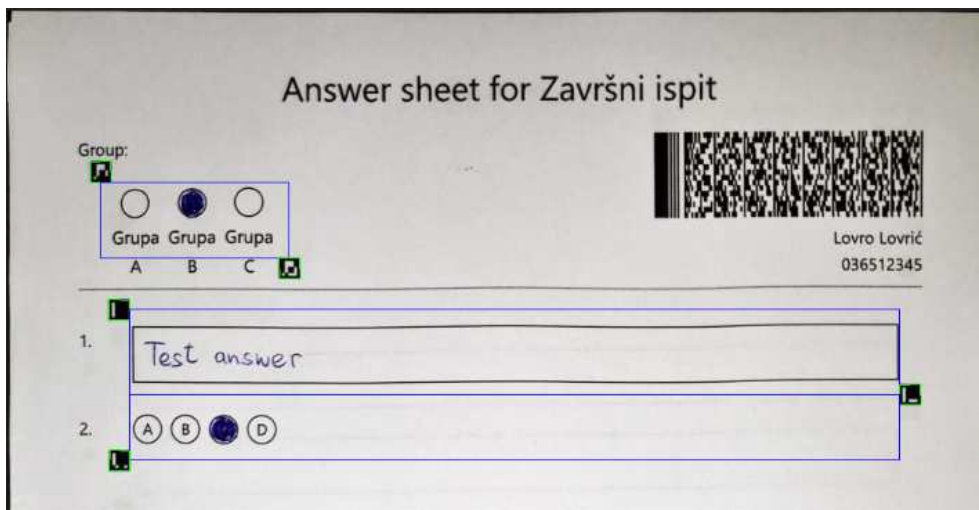 Answer sheet for Završni ispit
Group:
Grupa Grupa Grupa
A B C
Lovro Lovrić
036512345
1.
Test answer
2.
A B D